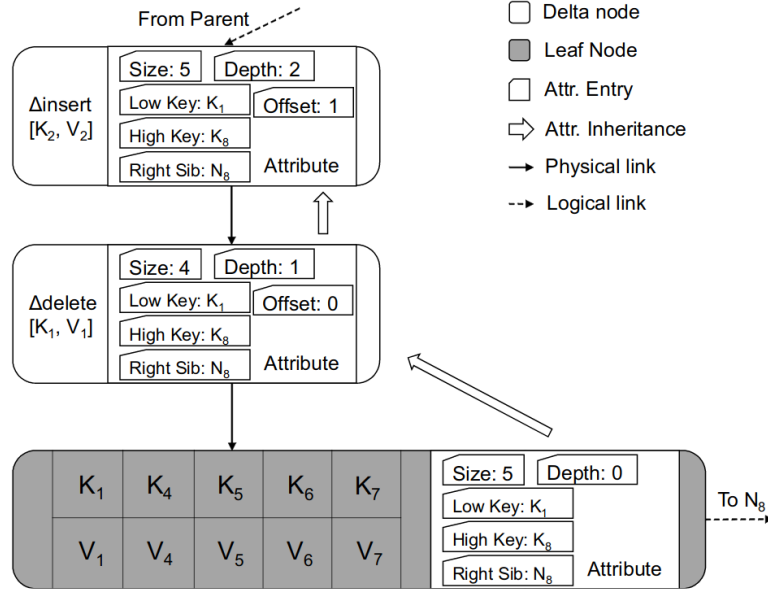 From Parent
Δinsert
[K2, V2]
Size: 5
Depth: 2
Low Key: K1
Offset: 1
High Key: K8
Right Sib: N8
Attribute
Δdelete
[K1, V1]
Size: 4
Depth: 1
Low Key: K1
Offset: 0
High Key: K8
Right Sib: N8
Attribute
K1 K4 K5 K6 K7
V1 V4 V5 V6 V7
Size: 5
Depth: 0
Low Key: K1
High Key: K8
Right Sib: N8
Attribute
To N8
Delta node
Leaf Node
Attr. Entry
Attr. Inheritance
Physical link
Logical link